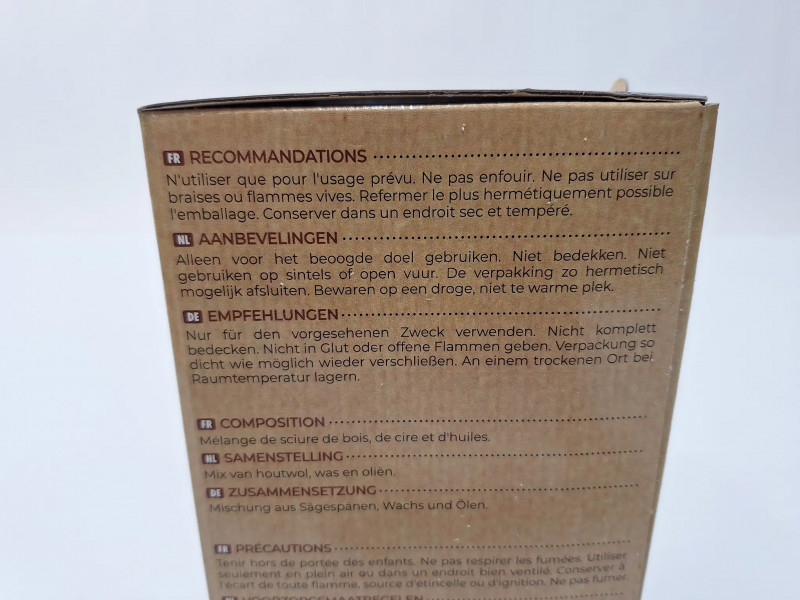 FR RECOMMANDATIONS
N'utiliser que pour l'usage prévu. Ne pas enfouir. Ne pas utiliser sur
braises ou flammes vives. Refermer le plus hermétiquement possible
l'emballage. Conserver dans un endroit sec et tempéré.
NL AANBEVELINGEN
Alleen voor het beoogde doel gebruiken. Niet bedekken. Niet
gebruiken op sintels of open vuur. De verpakking zo hermetisch
mogelijk afsluiten. Bewaren op een droge, niet te warme plek.
DE EMPFEHLUNGEN
Nur für den vorgesehenen Zweck verwenden. Nicht komplett
bedecken. Nicht in Glut oder offene Flammen geben. Verpackung so
dicht wie möglich wieder verschließen. An einem trockenen Ort bei
Raumtemperatur lagern.
FR COMPOSITION
Mélange de sciure de bois, de cire et d'huiles.
NL SAMENSTELLING
Mix van houtwol, was en oliën.
DE ZUSAMMENSETZUNG
Mischung aus Sägespänen, Wachs und Ölen.
FR PRÉCAUTIONS
Tenir hors de portée des enfants. Ne pas respirer les fumées. Utiliser
seulement en plein air ou dans un endroit bien ventilé. Conserver à
l'écart de toute flamme, source d'étincelle ou d'ignition. Ne pas fumer.
NL VOORZORGSMAATREGELEN